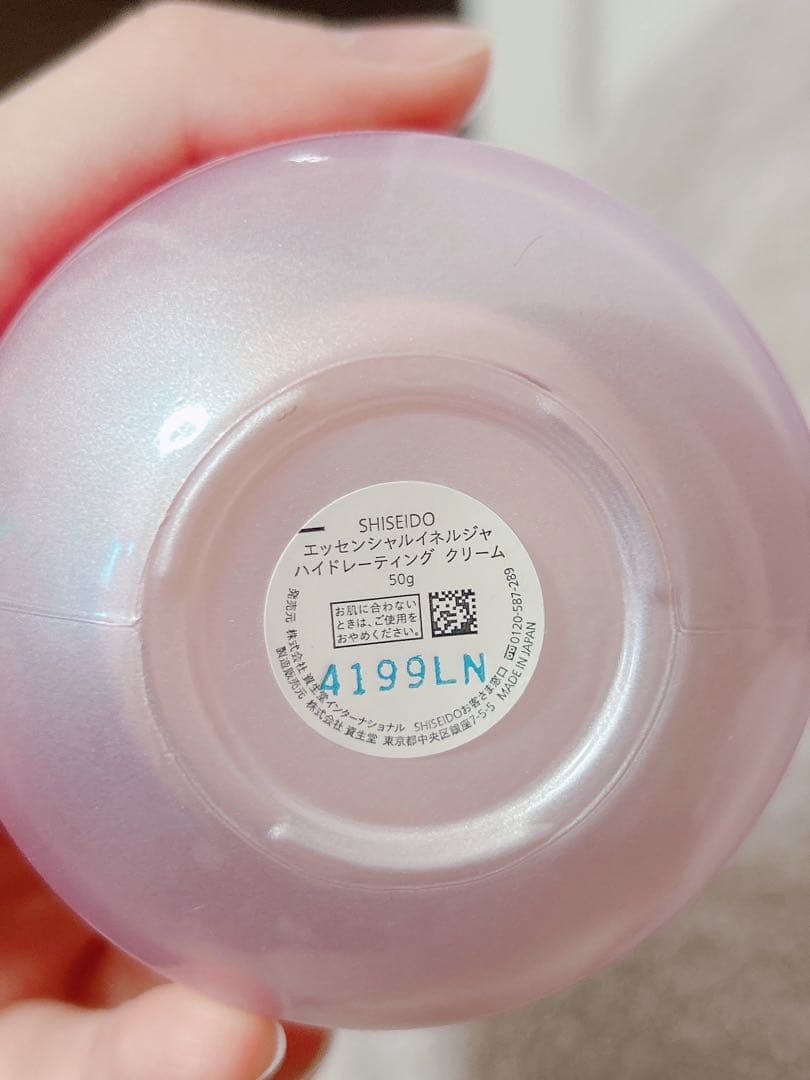 SHISEIDO
エッセンシャルイネルジャ
ハイドレーティング クリーム
50g
お肌に合わない
ときは、ご使用を
おやめください。
4199LN
発売元 株式会社 資生堂インターナショナル SHISEIDOお客さま窓口 0120-587-289
製造販売元 株式会社 資生堂 東京都中央区銀座7-5-5 MADE IN JAPAN